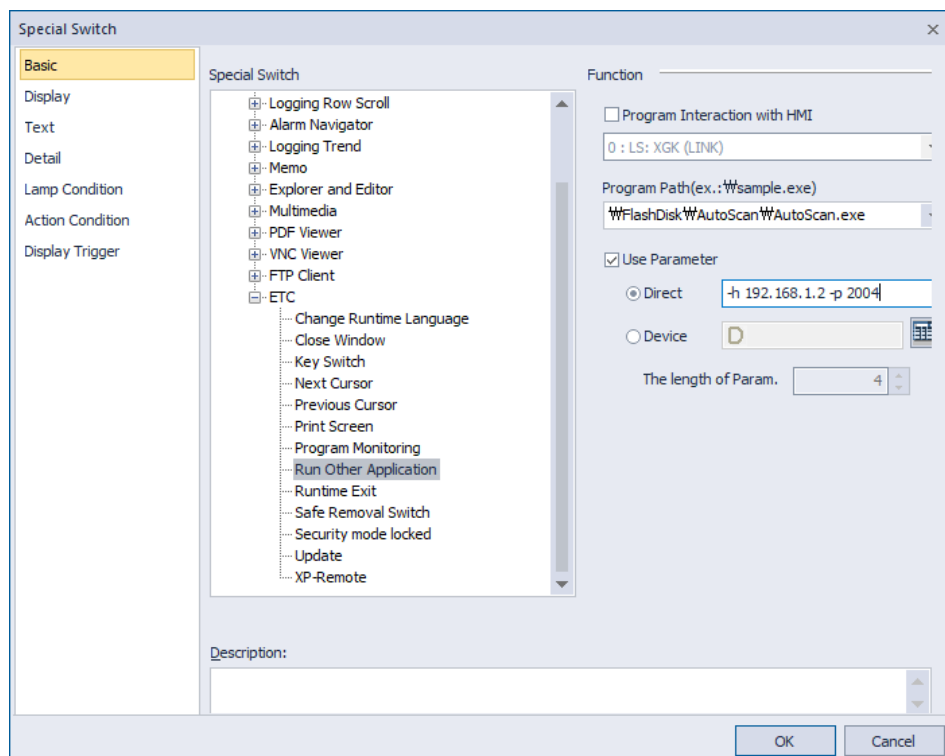 Special Switch
Basic
Display
Text
Detail
Lamp Condition
Action Condition
Display Trigger
Special Switch
Logging Row Scroll
Alarm Navigator
Logging Trend
Memo
Explorer and Editor
Multimedia
PDF Viewer
VNC Viewer
FTP Client
ETC
Change Runtime Language
Close Window
Key Switch
Next Cursor
Previous Cursor
Print Screen
Program Monitoring
Run Other Application
Runtime Exit
Safe Removal Switch
Security mode locked
Update
XP-Remote
Function
Program Interaction with HMI
0 : LS: XGK (LINK)
Program Path(ex.:₩sample.exe)
₩FlashDisk₩AutoScan₩AutoScan.exe
Use Parameter
Direct
-h 192.168.1.2 -p 2004
Device
D
The length of Param.
4
Description:
OK
Cancel